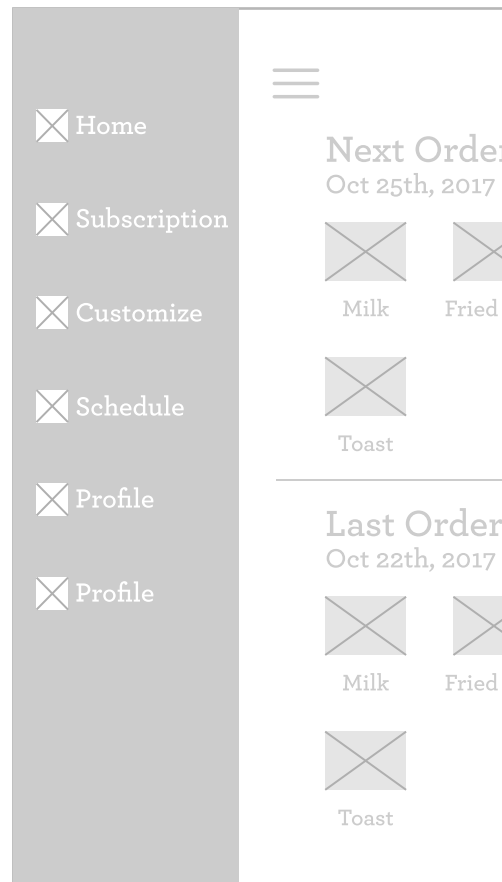 Home
Subscription
Customize
Schedule
Profile
Profile
Next Order
Oct 25th, 2017
Milk
Fried
Toast
Last Order
Oct 22th, 2017
Milk
Fried
Toast